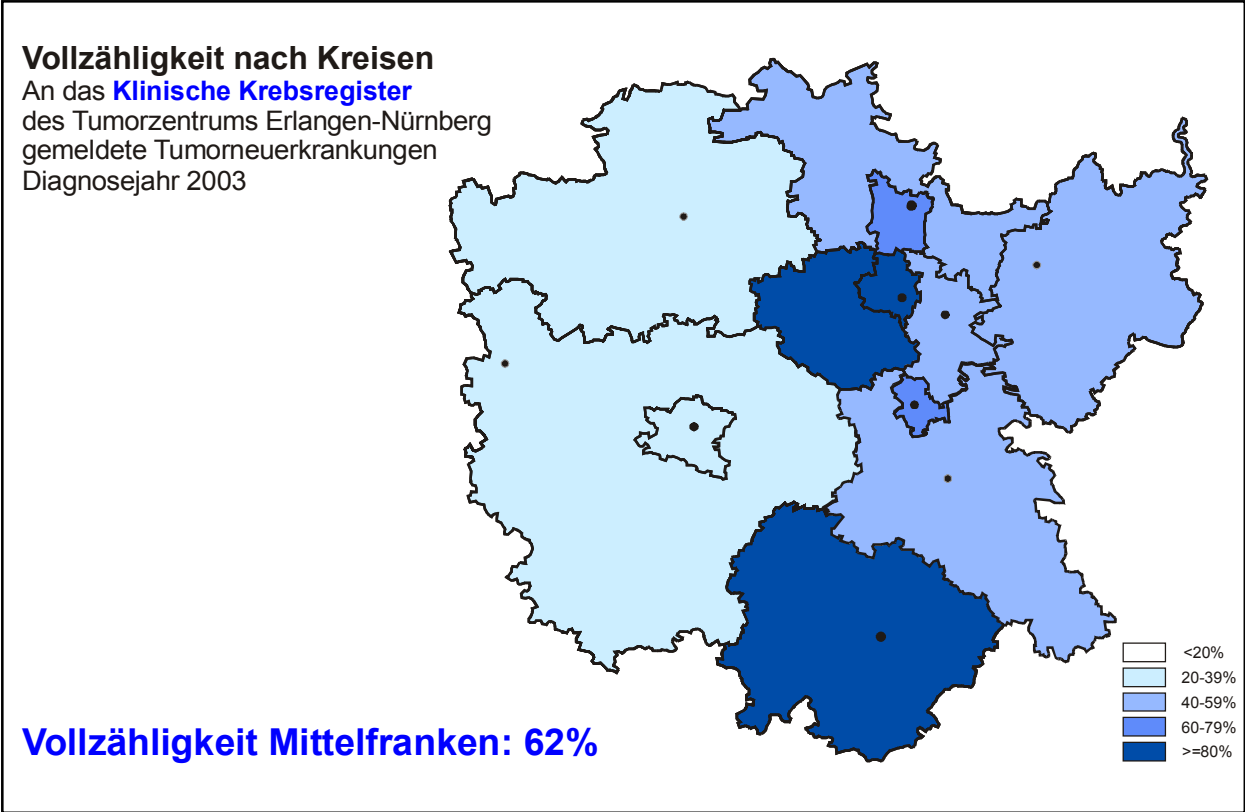 Vollzähligkeit nach Kreisen
An das Klinische Krebsregister
des Tumorzentrums Erlangen-Nürnberg
gemeldete Tumorneuerkrankungen
Diagnosejahr 2003
<20%
20-39%
40-59%
60-79%
>=80%
Vollzähligkeit Mittelfranken: 62%